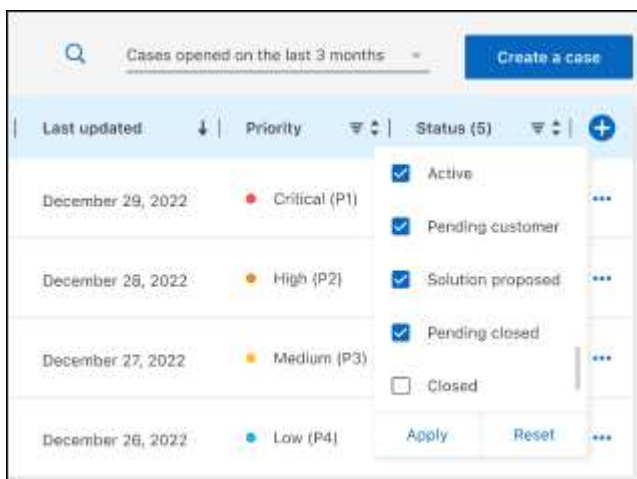 Cases opened on the last 3 months
Create a case
Last updated
Priority
Status (5)
Active
December 29, 2022
Critical (P1)
Pending customer
December 28, 2022
High (P2)
Solution proposed
Pending closed
December 27, 2022
Medium (P3)
Closed
December 26, 2022
Low (P4)
Apply
Reset